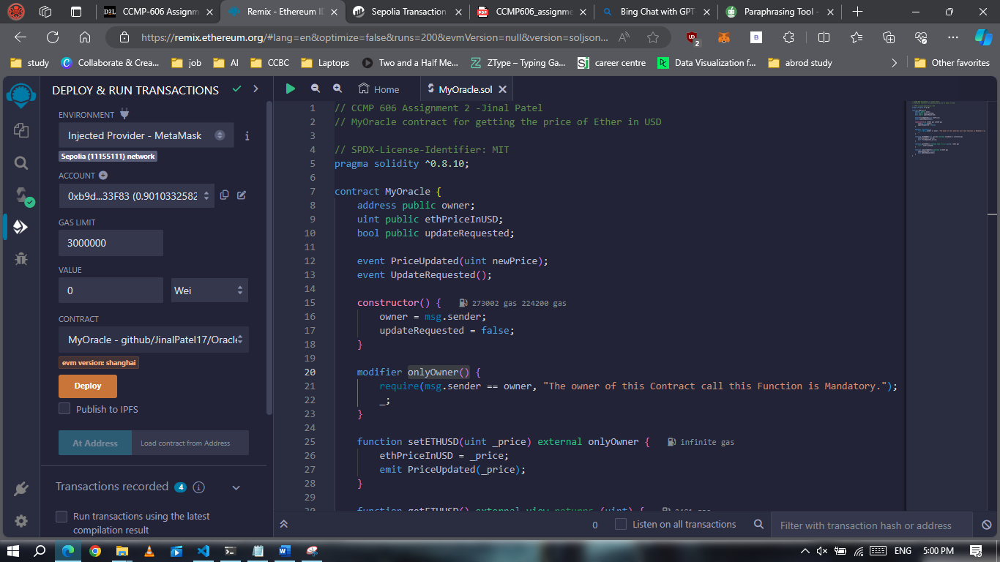 CCMP-606 Assignm
Remix - Ethereum I
Sepolia Transaction
CCMP606_assignme
Bing Chat with GPT-
Paraphrasing Tool -
https://remix.ethereum.org/#lang=en&optimize=false&runs=200&evmVersion=null&version=soljson...
2
study
Collaborate & Crea...
job
AI
CCBC
Laptops
Two and a Half Me...
ZType – Typing Ga...
career centre
Data Visualization f...
abrod study
Other favorites
DEPLOY & RUN TRANSACTIONS
ENVIRONMENT
Injected Provider - MetaMask
Sepolia (11155111) network
ACCOUNT
0xb9d...33F83 (0.9010332582
GAS LIMIT
3000000
VALUE
0
Wei
CONTRACT
MyOracle - github/JinalPatel17/Oracle
evm version: shanghai
Deploy
Publish to IPFS
At Address
Load contract from Address
Transactions recorded 4
Run transactions using the latest
compilation result
Home
MyOracle.sol
1 // CCMP 606 Assignment 2 -Jinal Patel
2 // MyOracle contract for getting the price of Ether in USD
3
4 // SPDX-License-Identifier: MIT
5 pragma solidity ^0.8.10;
6
7 contract MyOracle {
8 address public owner;
9 uint public ethPriceInUSD;
10 bool public updateRequested;
11
12 event PriceUpdated(uint newPrice);
13 event UpdateRequested();
14
15 constructor() { 273002 gas 224200 gas
16 owner = msg.sender;
17 updateRequested = false;
18 }
19
20 modifier onlyOwner() {
21 require(msg.sender == owner, "The owner of this Contract call this Function is Mandatory.");
22 _;
23 }
24
25 function setETHUSD(uint _price) external onlyOwner { infinite gas
26 ethPriceInUSD = _price;
27 emit PriceUpdated(_price);
28 }
29
0
Listen on all transactions
Filter with transaction hash or address
ENG
5:00 PM